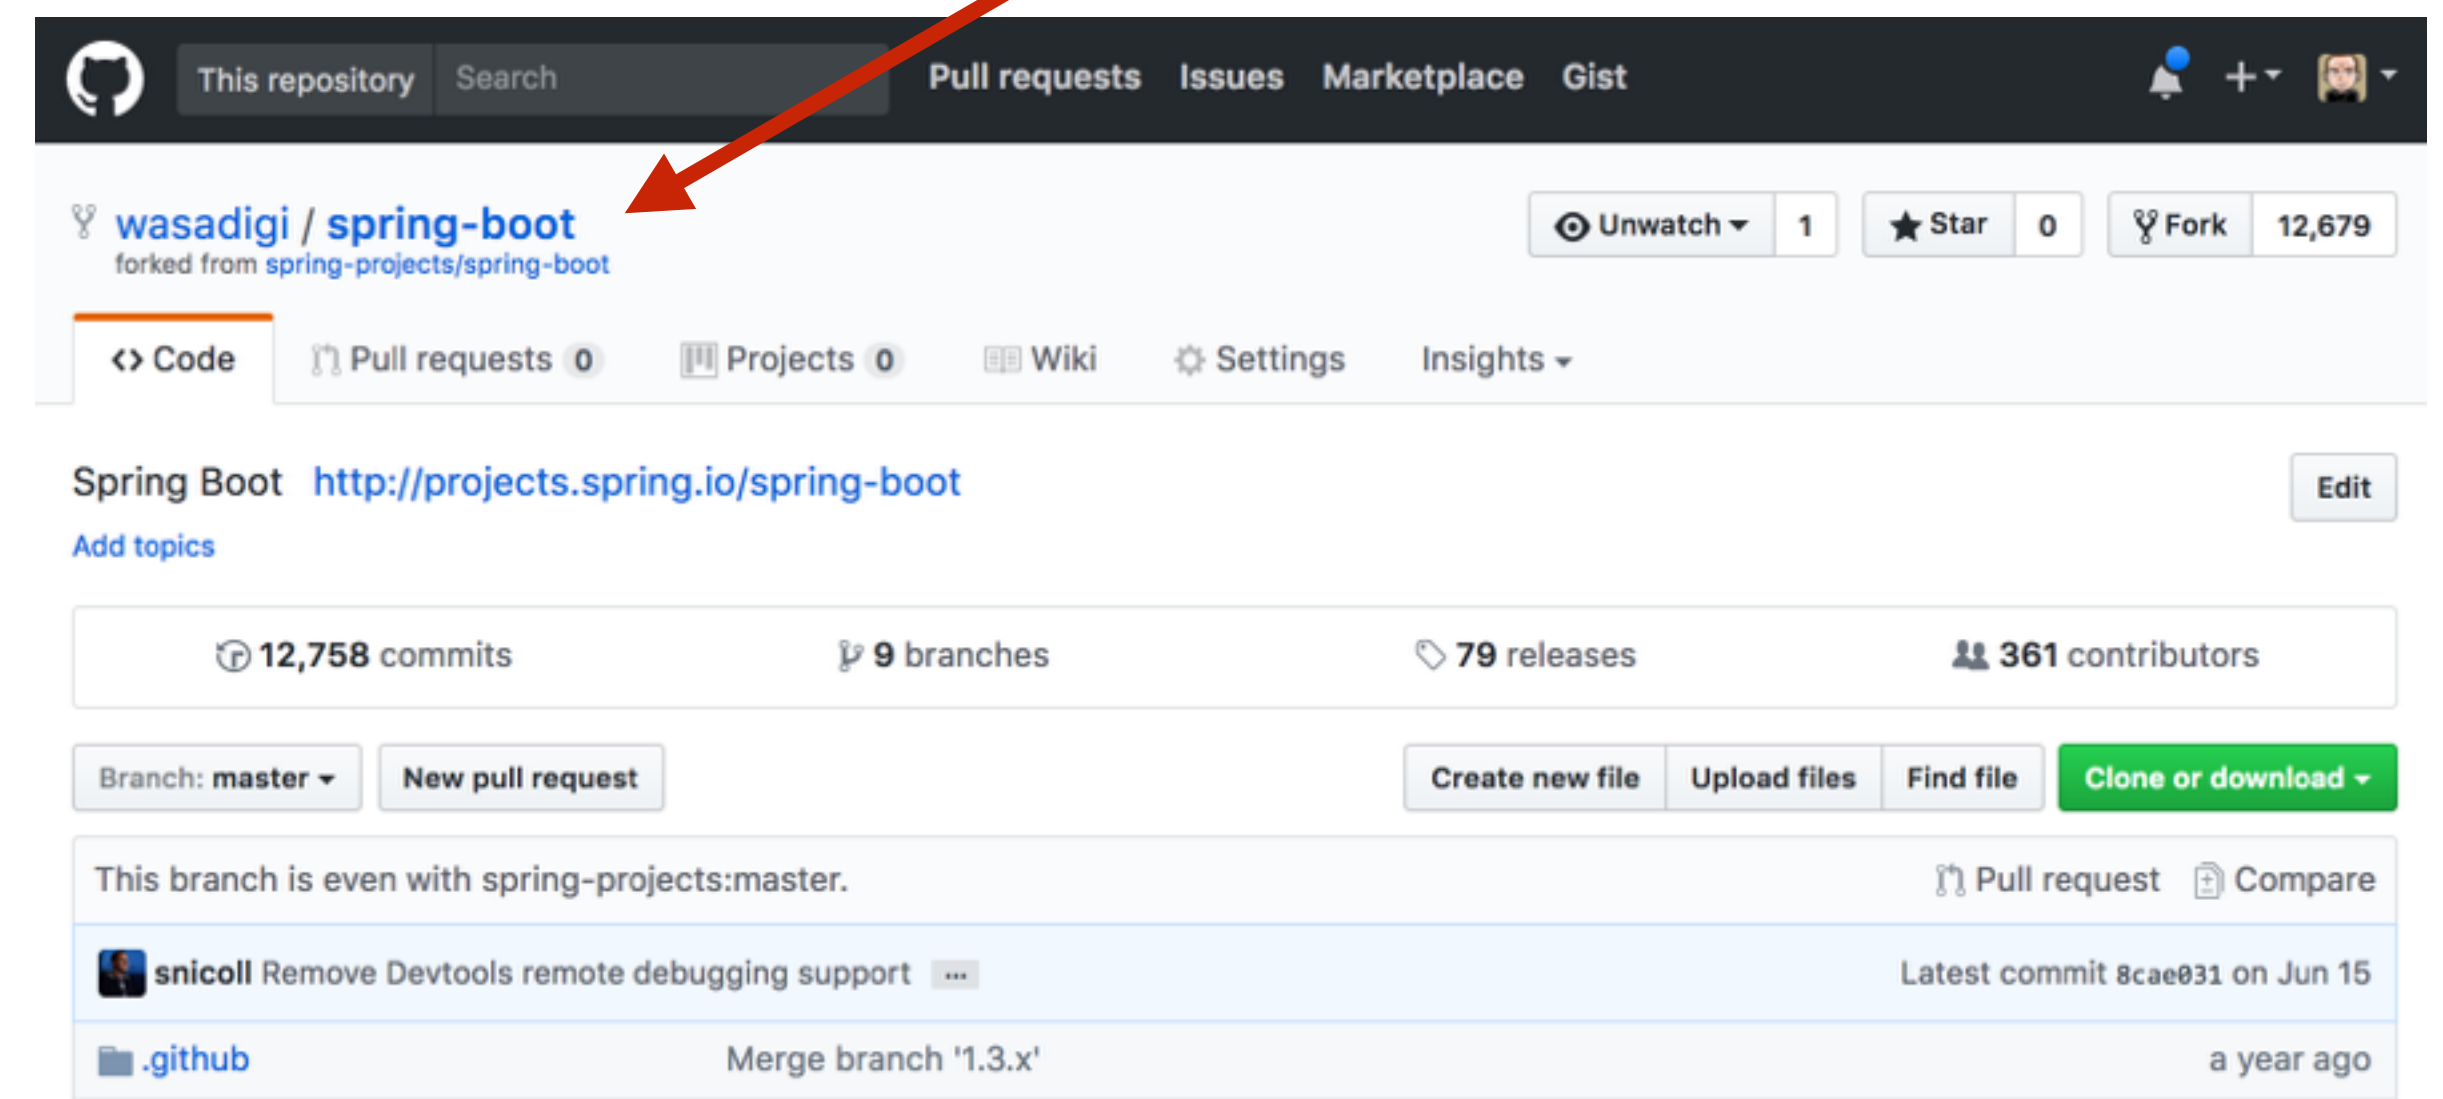 This repository Search Pull requests Issues Marketplace Gist
wasadigi / spring-boot Unwatch 1 Star 0 Fork 12,679
forked from spring-projects/spring-boot
Code Pull requests 0 Projects 0 Wiki Settings Insights
Spring Boot http://projects.spring.io/spring-boot Edit
Add topics
12,758 commits 9 branches 79 releases 361 contributors
Branch: master New pull request Create new file Upload files Find file Clone or download
This branch is even with spring-projects:master. Pull request Compare
snicoll Remove Devtools remote debugging support ... Latest commit 8cae031 on Jun 15
.github Merge branch '1.3.x' a year ago